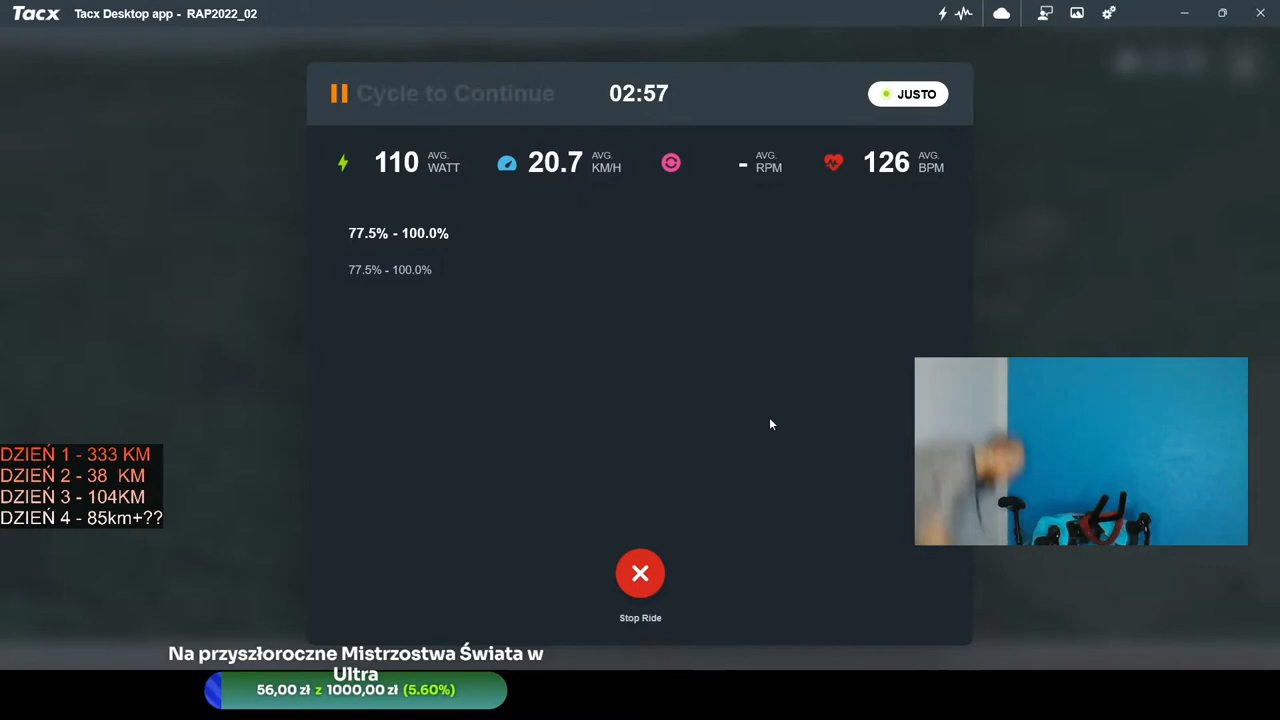 Tacx Tacx Desktop app - RAP2022_02
Cycle to Continue 02:57 JUSTO
110 AVG. WATT 20.7 AVG. KM/H - AVG. RPM 126 AVG. BPM
77.5% - 100.0%
77.5% - 100.0%
DZIEŃ 1 - 333 KM
DZIEŃ 2 - 38 KM
DZIEŃ 3 - 104KM
DZIEŃ 4 - 85km+??
Stop Ride
Na przyszłoroczne Mistrzostwa Świata w
Ultra
56,00 zł z 1000,00 zł (5.60%)